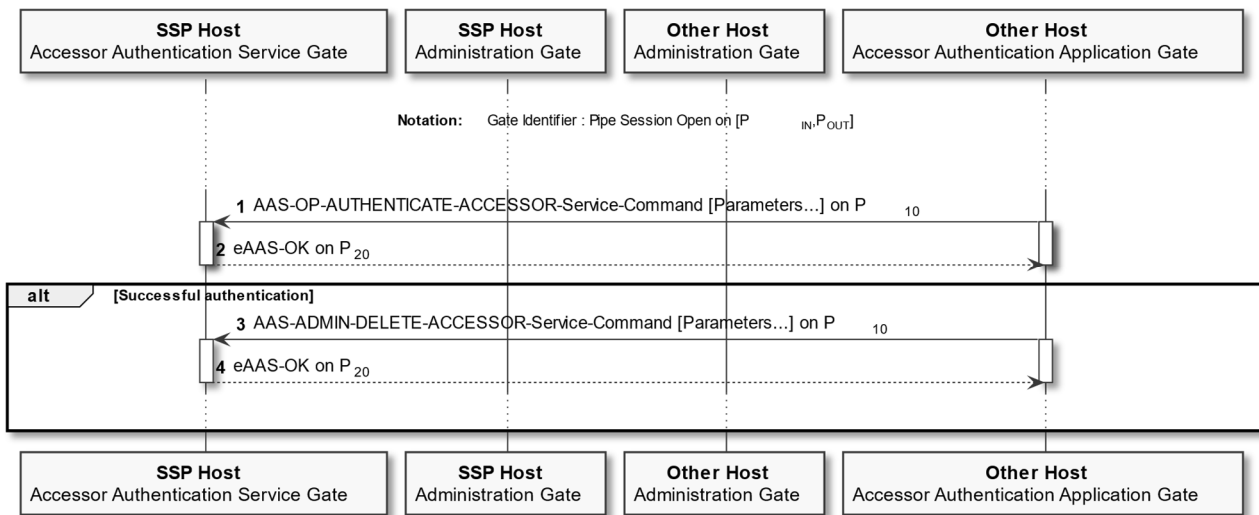 SSP Host
Accessor Authentication Service Gate
SSP Host
Administration Gate
Other Host
Administration Gate
Other Host
Accessor Authentication Application Gate
Notation: Gate Identifier : Pipe Session Open on [P IN,POUT]
1 AAS-OP-AUTHENTICATE-ACCESSOR-Service-Command [Parameters...] on P 10
2 eAAS-OK on P20
alt [Successful authentication]
3 AAS-ADMIN-DELETE-ACCESSOR-Service-Command [Parameters...] on P 10
4 eAAS-OK on P20
SSP Host
Accessor Authentication Service Gate
SSP Host
Administration Gate
Other Host
Administration Gate
Other Host
Accessor Authentication Application Gate